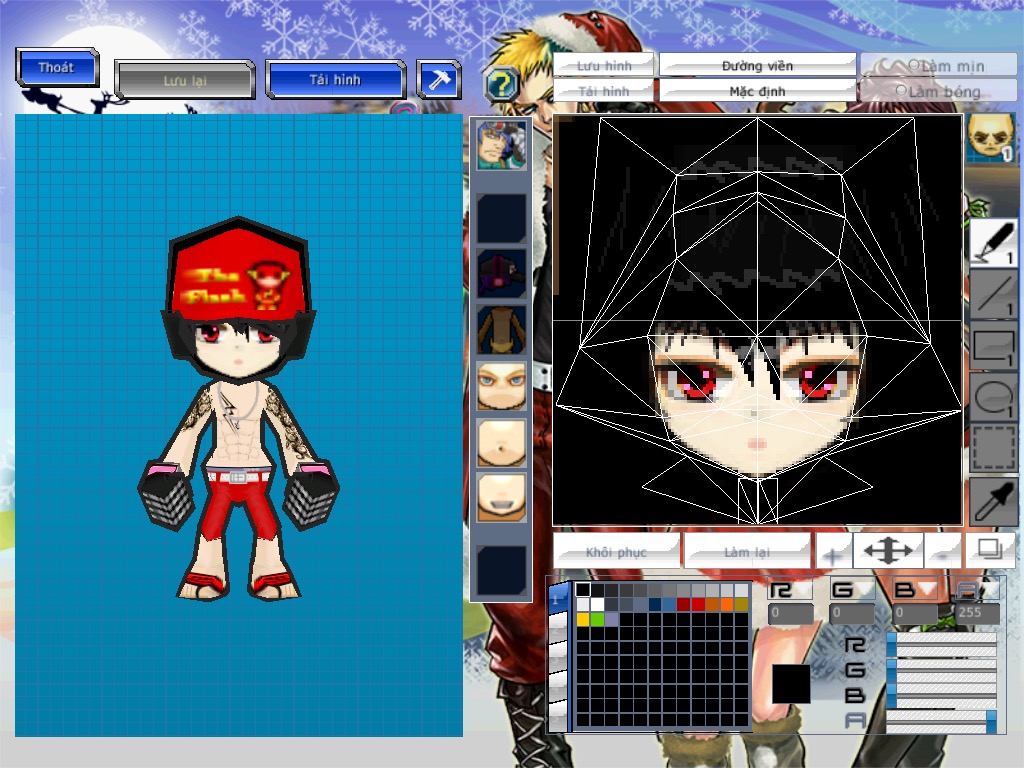 Thoát
Lưu lại
Tải hình
?
Lưu hình
Đường viền
Làm mịn
Tải hình
Mặc định
Làm bóng
1
1
1
1
1
The
Flash
Khôi phục
Làm lại
+
-
1
R
G
B
A
0
0
0
255
R
G
B
A